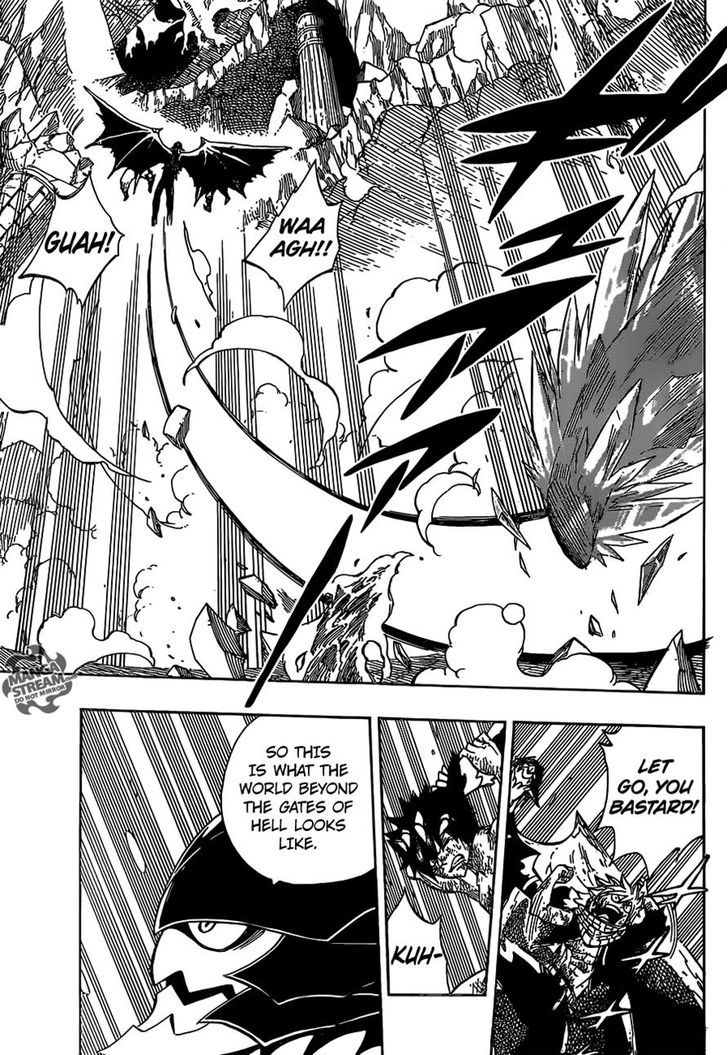 WAA
AGH!!
GUAH!
MANGA
STREAM.com
DO NOT MIRROR
LET
GO, YOU
BASTARD!
KUH-
SO THIS
IS WHAT THE
WORLD BEYOND
THE GATES OF
HELL LOOKS
LIKE.